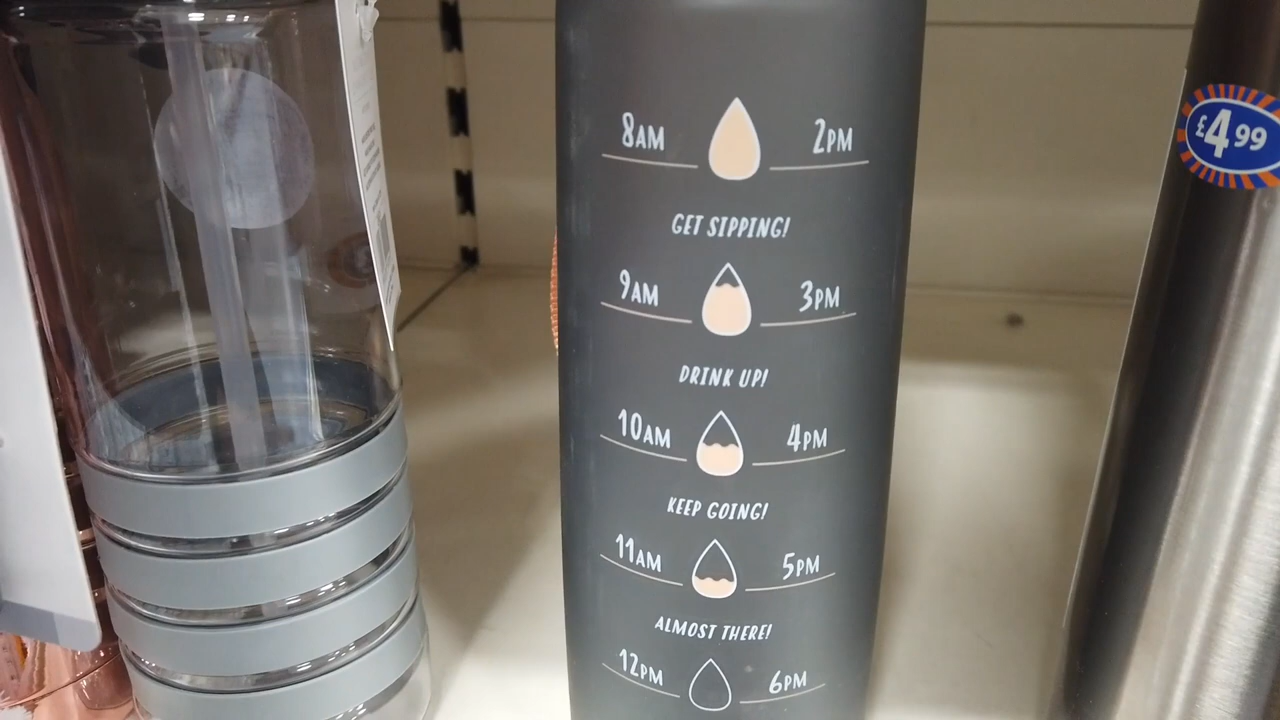 8AM 2PM
GET SIPPING!
9AM 3PM
DRINK UP!
10AM 4PM
KEEP GOING!
11AM 5PM
ALMOST THERE!
12PM 6PM
£4.99